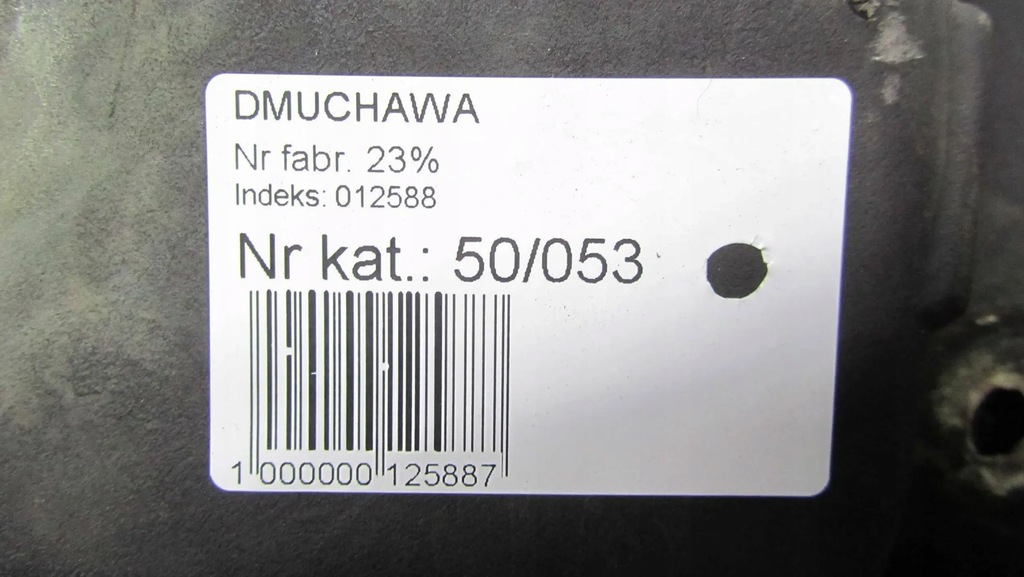 DMUCHAWA
Nr fabr. 23%
Indeks: 012588
Nr kat.: 50/053
1 000000 125887